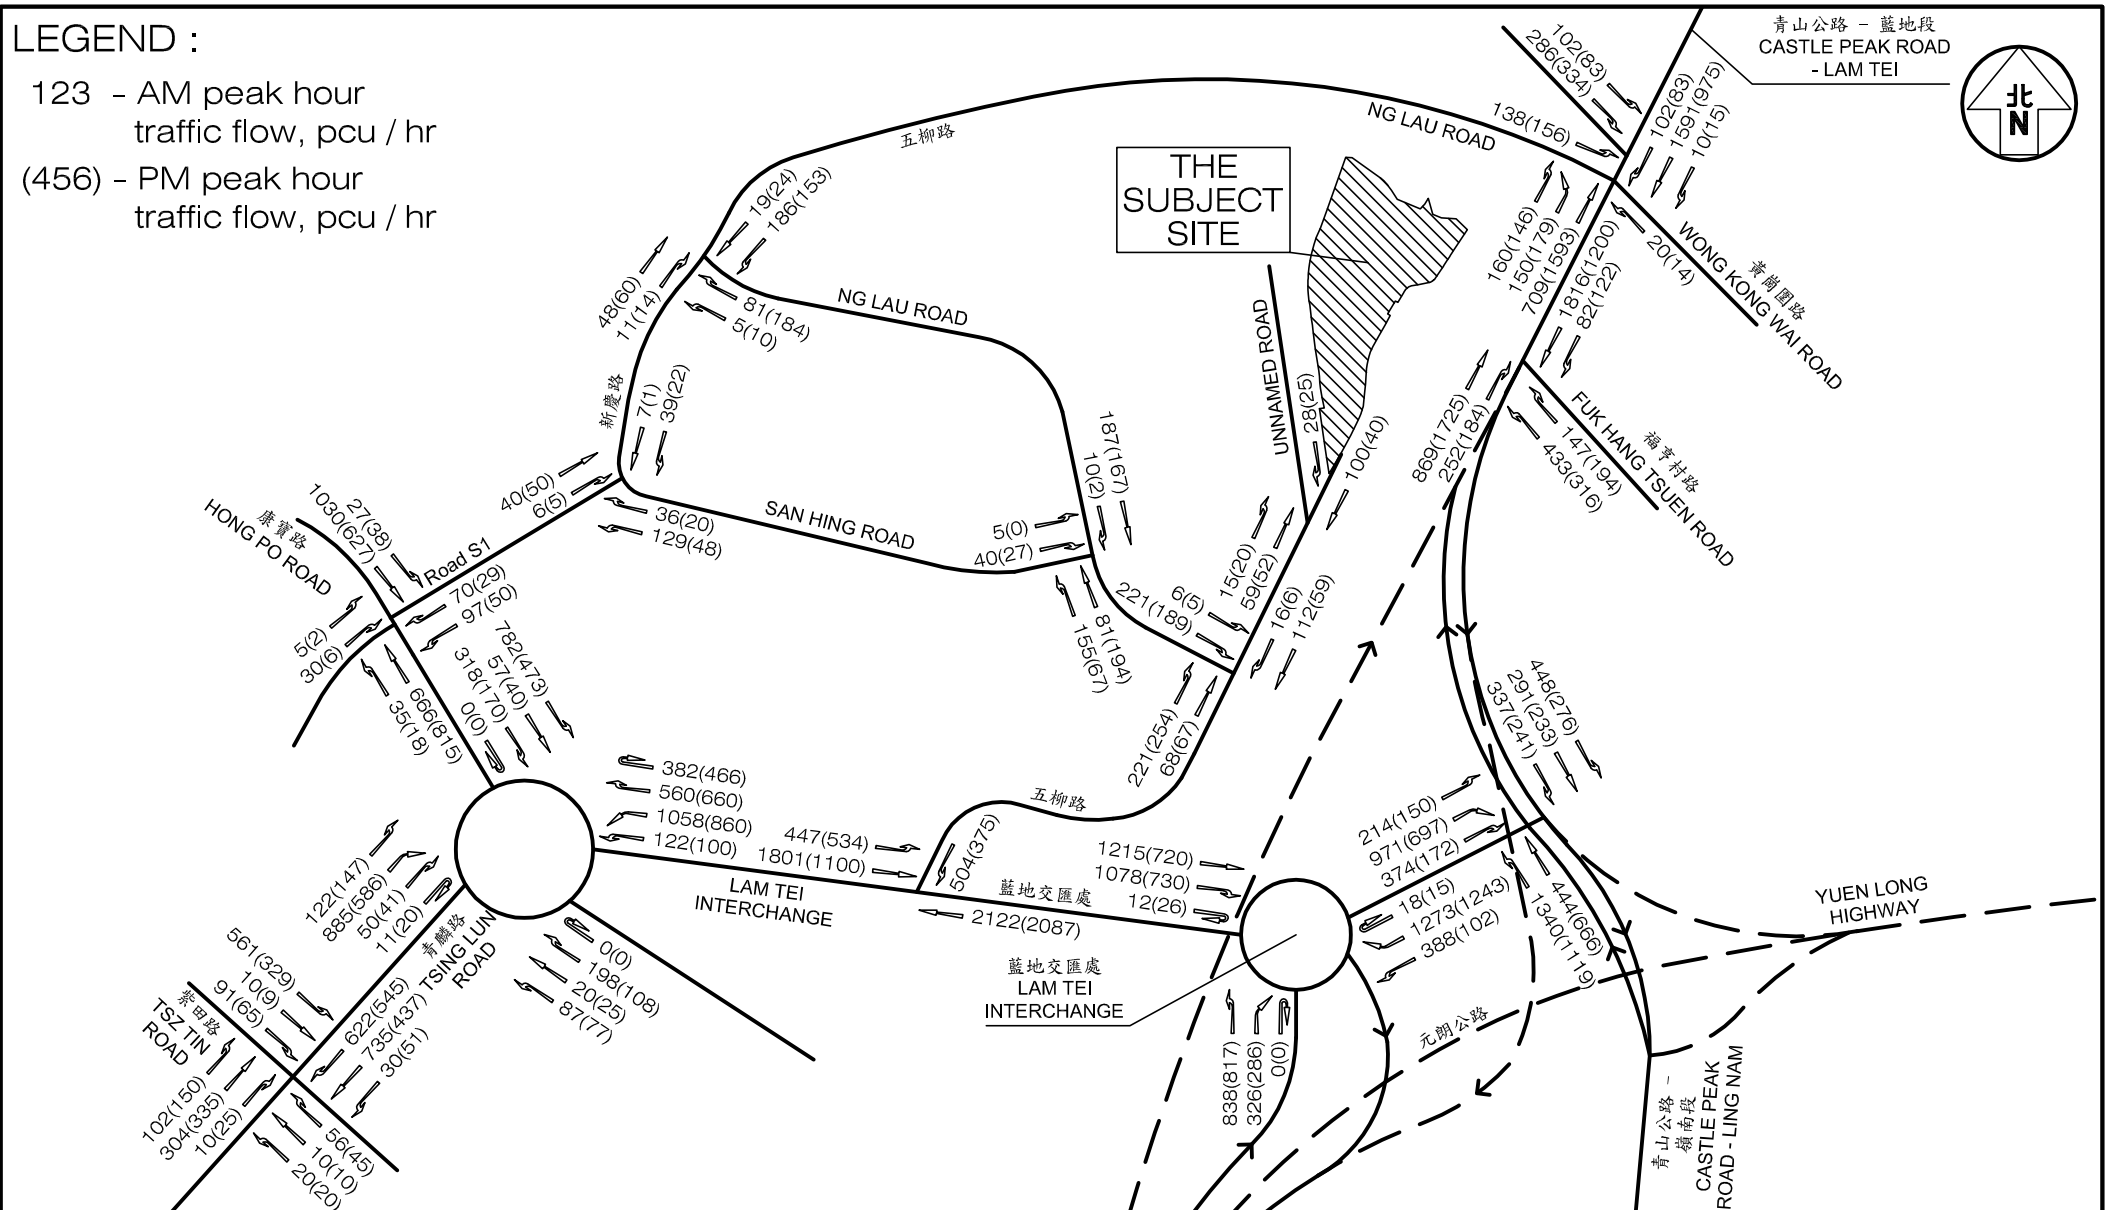 LEGEND :
123 - AM peak hour
traffic flow, pcu / hr
(456) - PM peak hour
traffic flow, pcu / hr
青山公路 - 藍地段
CASTLE PEAK ROAD
- LAM TEI
北
N
102(83)
286(334)
138(156)
102(83)
1591(975)
10(15)
NG LAU ROAD
五柳路
THE
SUBJECT
SITE
160(146)
150(179)
709(1593)
20(14)
黃崗圍路
WONG KONG WAI ROAD
1816(1200)
82(122)
19(24)
186(153)
48(60)
11(14)
81(184)
5(10)
NG LAU ROAD
UNNAMED ROAD
28(25)
100(40)
869(1725)
252(184)
147(194)
433(316)
福亨村路
FUK HANG TSUEN ROAD
新慶路
7(1)
39(22)
187(167)
10(2)
40(50)
6(5)
36(20)
129(48)
SAN HING ROAD
5(0)
40(27)
康寶路
HONG PO ROAD
27(38)
1030(627)
Road S1
70(29)
97(50)
5(2)
30(6)
666(815)
35(18)
782(473)
57(40)
318(170)
0(0)
81(194)
155(67)
6(5)
221(189)
15(20)
59(52)
16(6)
112(59)
221(254)
68(67)
448(276)
291(233)
337(241)
382(466)
560(660)
1058(860)
122(100)
447(534)
1801(1100)
五柳路
504(375)
LAM TEI
INTERCHANGE
藍地交匯處
2122(2087)
1215(720)
1078(730)
12(26)
214(150)
971(697)
374(172)
18(15)
1273(1243)
388(102)
444(666)
1340(1119)
YUEN LONG
HIGHWAY
122(147)
885(586)
50(41)
11(20)
青麟路
TSING LUN
ROAD
0(0)
198(108)
20(25)
87(77)
藍地交匯處
LAM TEI
INTERCHANGE
561(329)
10(9)
91(65)
紫田路
TSZ TIN
ROAD
622(545)
735(437)
30(51)
102(150)
304(335)
10(25)
56(45)
10(10)
20(20)
838(817)
326(286)
0(0)
元朗公路
青山公路 -
嶺南段
CASTLE PEAK
ROAD - LING NAM